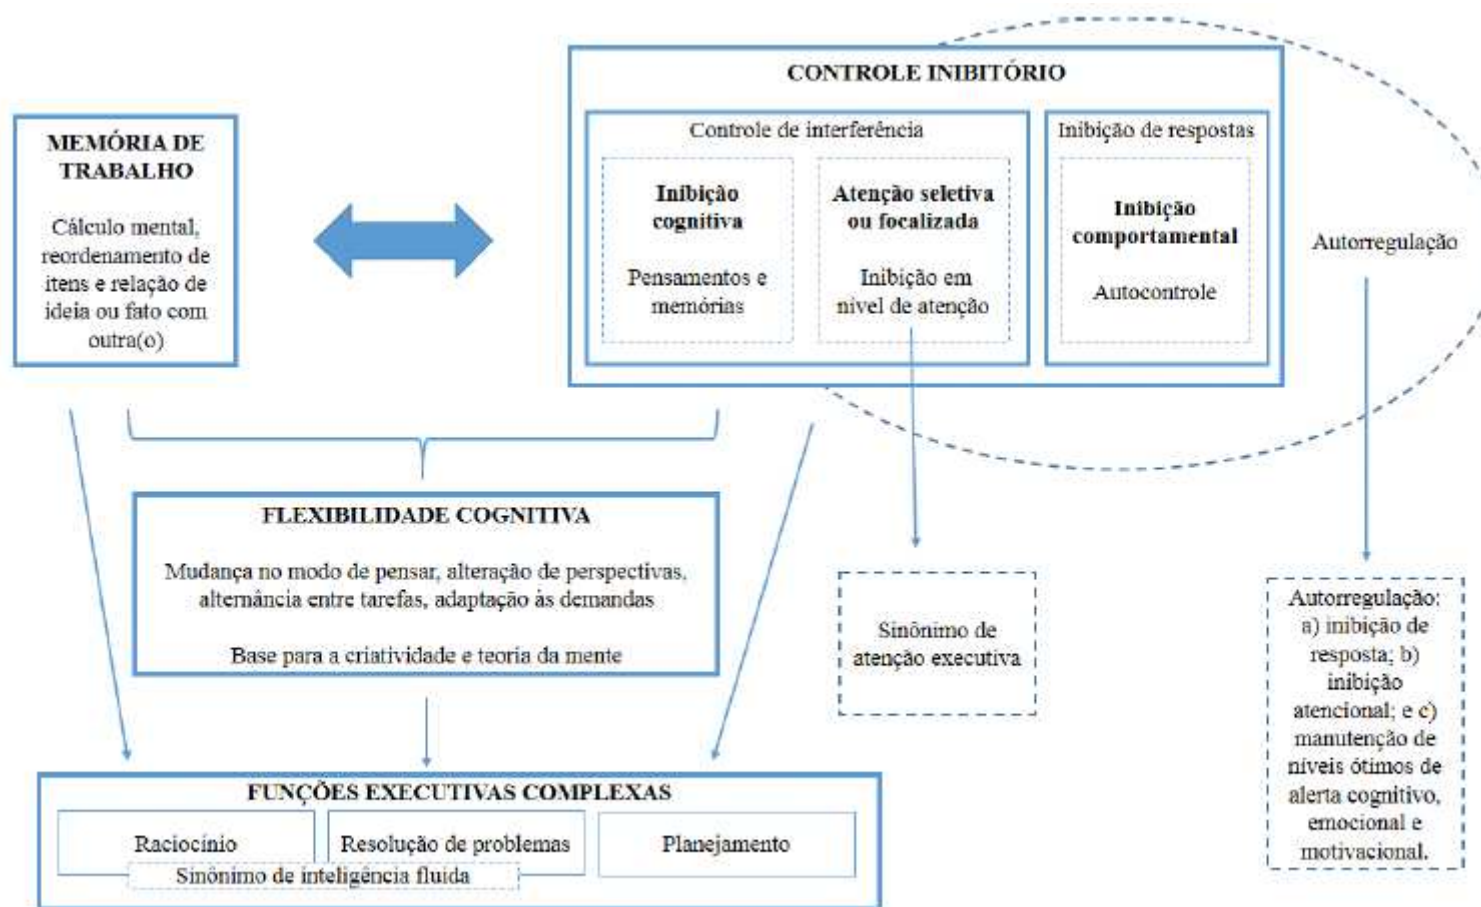 CONTROLE INIBITÓRIO
MEMÓRIA DE
TRABALHO
Cálculo mental,
reordenamento de
itens e relação de
ideia ou fato com
outra(o)
Controle de interferência
Inibição
cognitiva
Pensamentos e
memórias
Atenção seletiva
ou focalizada
Inibição em
nível de atenção
Inibição de respostas
Inibição
comportamental
Autocontrole
Autorregulação
FLEXIBILIDADE COGNITIVA
Mudança no modo de pensar, alteração de perspectivas,
alternância entre tarefas, adaptação às demandas
Base para a criatividade e teoria da mente
Sinônimo de
atenção executiva
Autorregulação:
a) inibição de
resposta; b)
inibição
atencional; e c)
manutenção de
níveis ótimos de
alerta cognitivo,
emocional e
motivacional.
FUNÇÕES EXECUTIVAS COMPLEXAS
Raciocínio
Resolução de problemas
Planejamento
Sinônimo de inteligência fluida